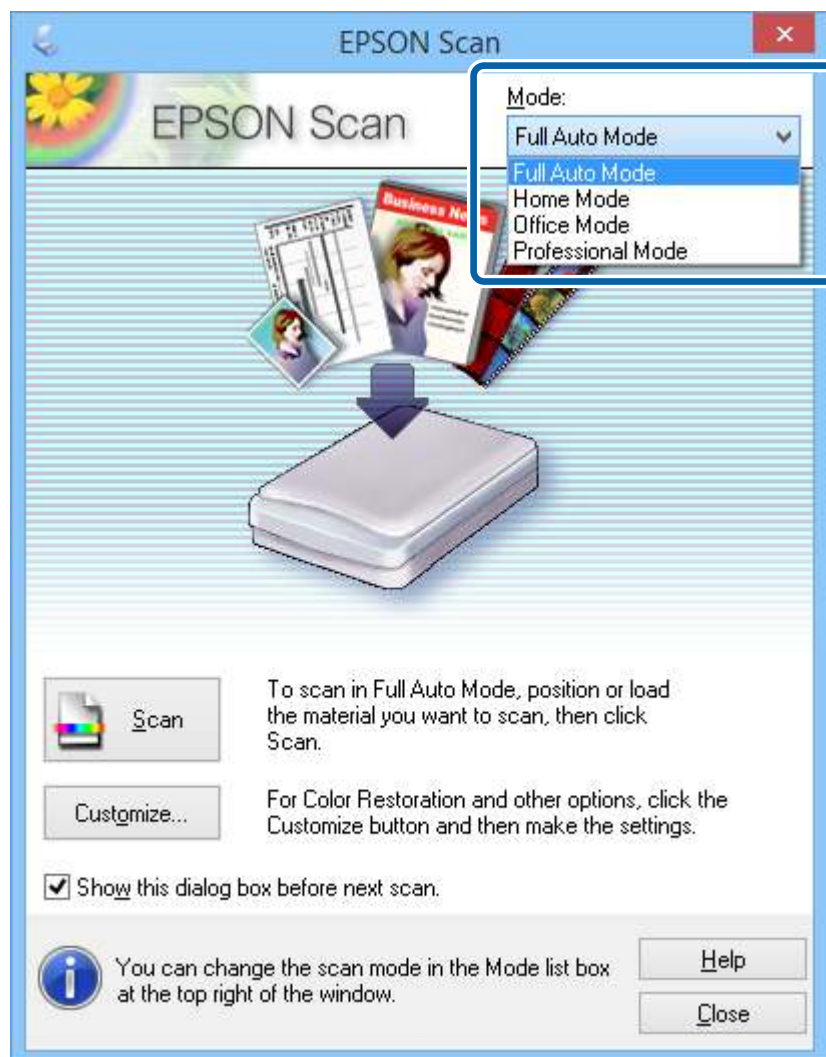 EPSON Scan
EPSON Scan
Mode:
Full Auto Mode
Full Auto Mode
Home Mode
Office Mode
Professional Mode
Scan
To scan in Full Auto Mode, position or load
the material you want to scan, then click
Scan.
Customize...
For Color Restoration and other options, click the
Customize button and then make the settings.
Show this dialog box before next scan.
You can change the scan mode in the Mode list box
at the top right of the window.
Help
Close